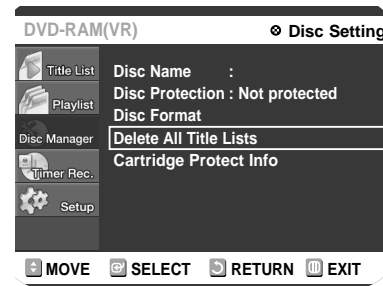 DVD-RAM(VR)
Disc Setting
Title List
Playlist
Disc Manager
Timer Rec.
Setup
Disc Name :
Disc Protection : Not protected
Disc Format
Delete All Title Lists
Cartridge Protect Info
MOVE SELECT RETURN EXIT